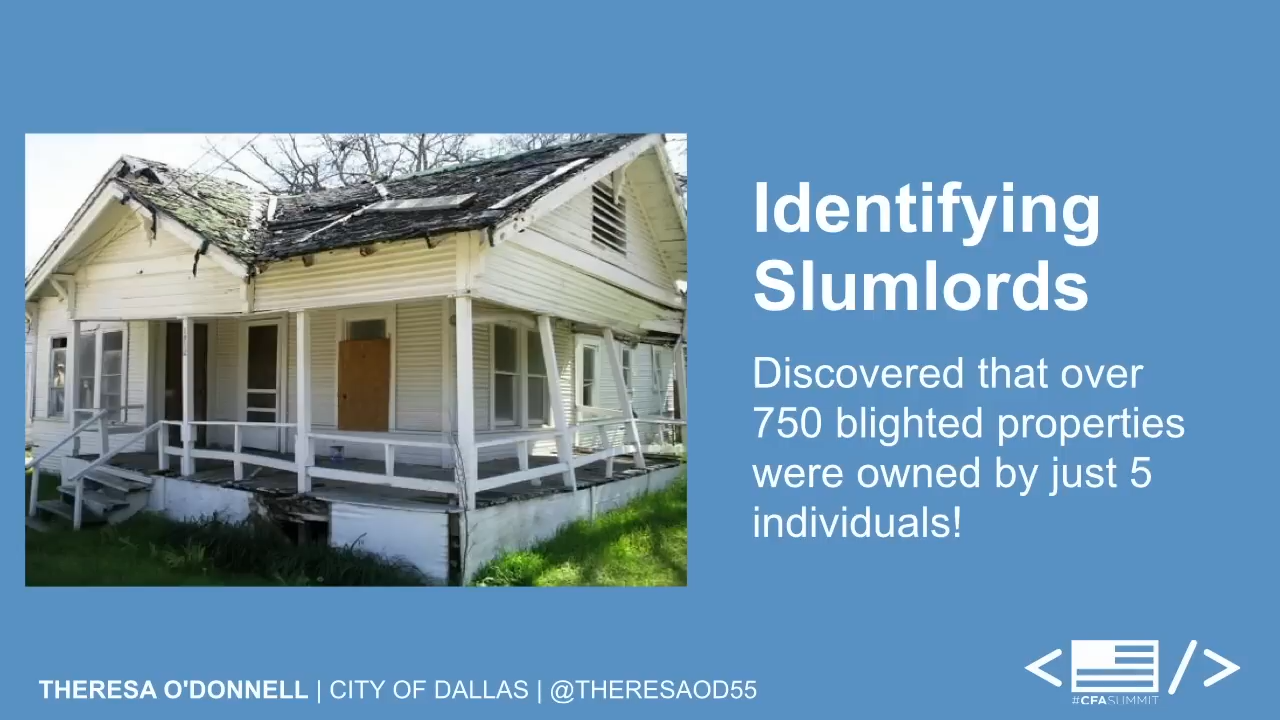 Identifying
Slumlords
Discovered that over
750 blighted properties
were owned by just 5
individuals!
THERESA O'DONNELL | CITY OF DALLAS | @THERESAOD55
< />
#CFASUMMIT